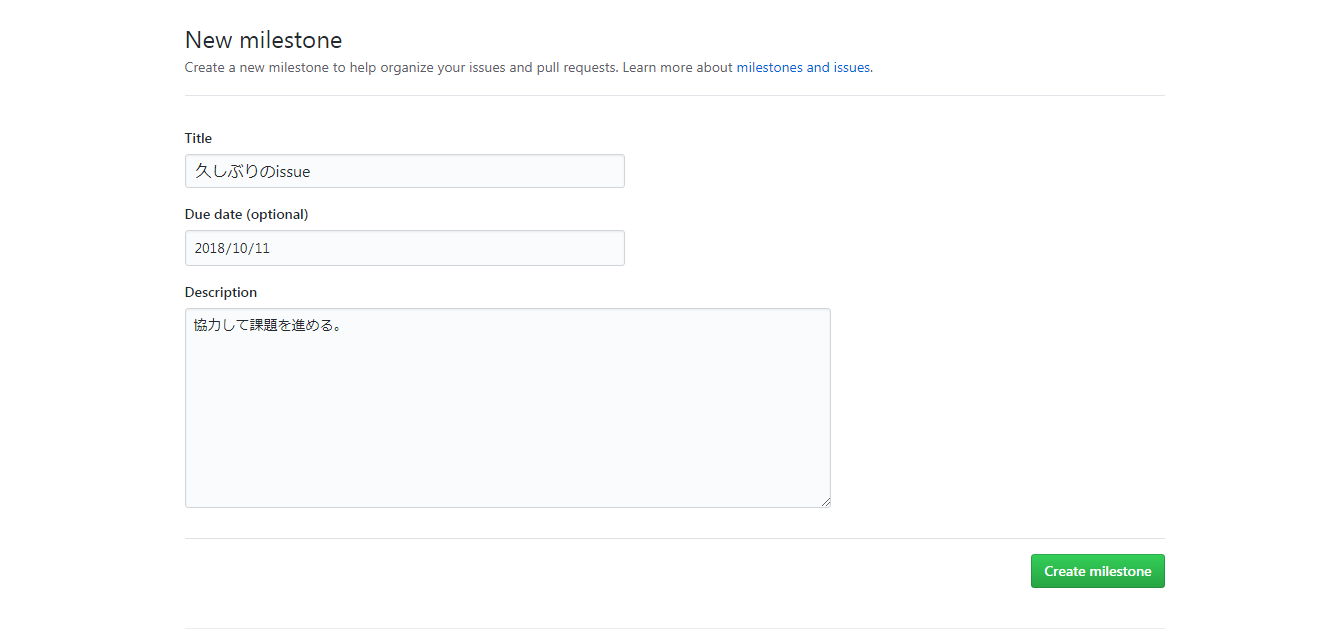 New milestone
Create a new milestone to help organize your issues and pull requests. Learn more about milestones and issues.
Title
久しぶりのissue
Due date (optional)
2018/10/11
Description
協力して課題を進める。
Create milestone